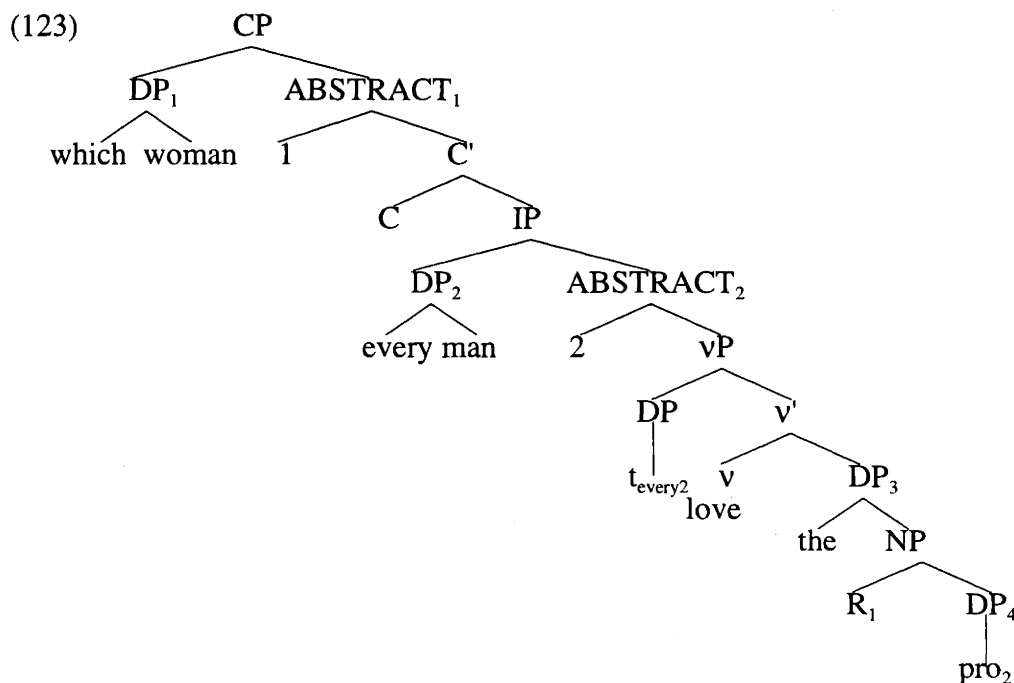 (123) CP
DP₁ ABSTRACT₁
which woman 1 C'
C IP
DP₂ ABSTRACT₂
every man 2 νP
DP ν'
t_every2 ν DP₃
love
the NP
R₁ DP₄
pro₂